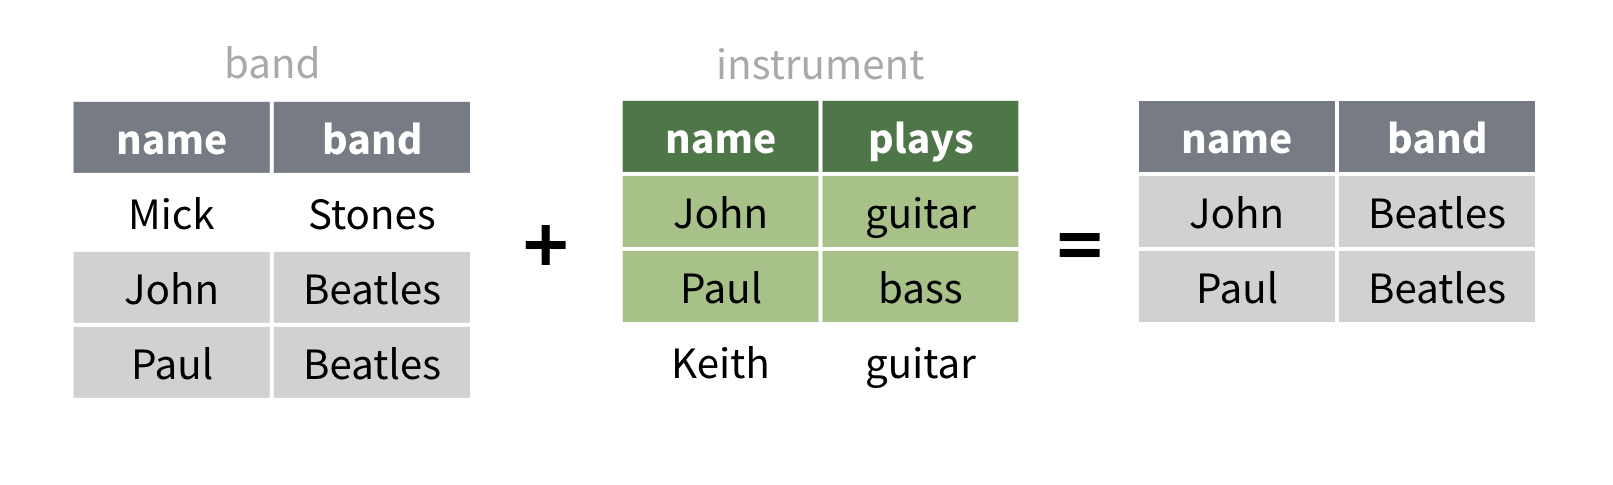 band
name band
Mick Stones
John Beatles
Paul Beatles
+
instrument
name plays
John guitar
Paul bass
Keith guitar
=
name band
John Beatles
Paul Beatles